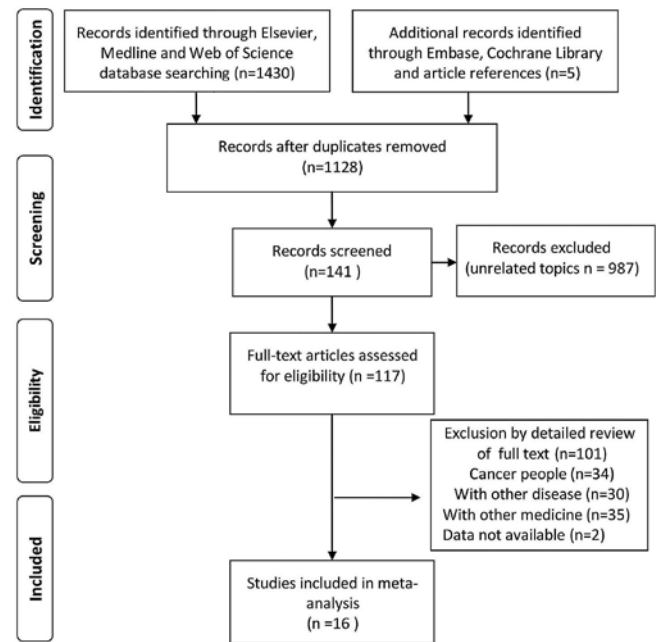 Identification
Records identified through Elsevier,
Medline and Web of Science
database searching (n=1430)
Additional records identified
through Embase, Cochrane Library
and article references (n=5)
Records after duplicates removed
(n=1128)
Screening
Records screened
(n=141 )
Records excluded
(unrelated topics n = 987)
Eligibility
Full-text articles assessed
for eligibility (n =117)
Exclusion by detailed review
of full text (n=101)
Cancer people (n=34)
With other disease (n=30)
With other medicine (n=35)
Data not available (n=2)
Included
Studies included in meta-
analysis
(n =16 )